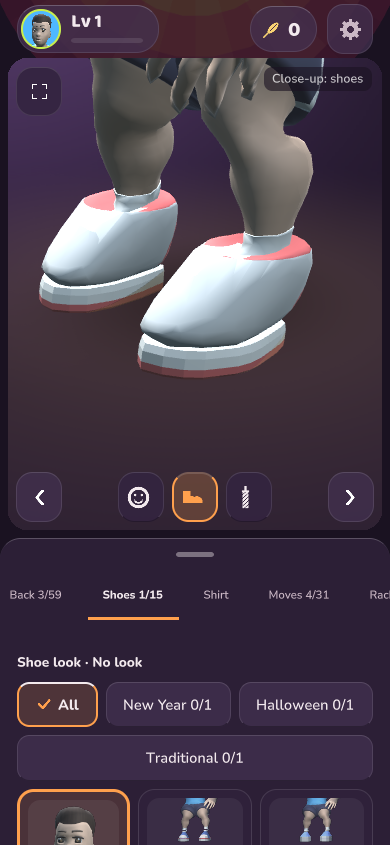 Lv 1
0
Close-up: shoes
Back 3/59
Shoes 1/15
Shirt
Moves 4/31
Shoe look · No look
All
New Year 0/1
Halloween 0/1
Traditional 0/1